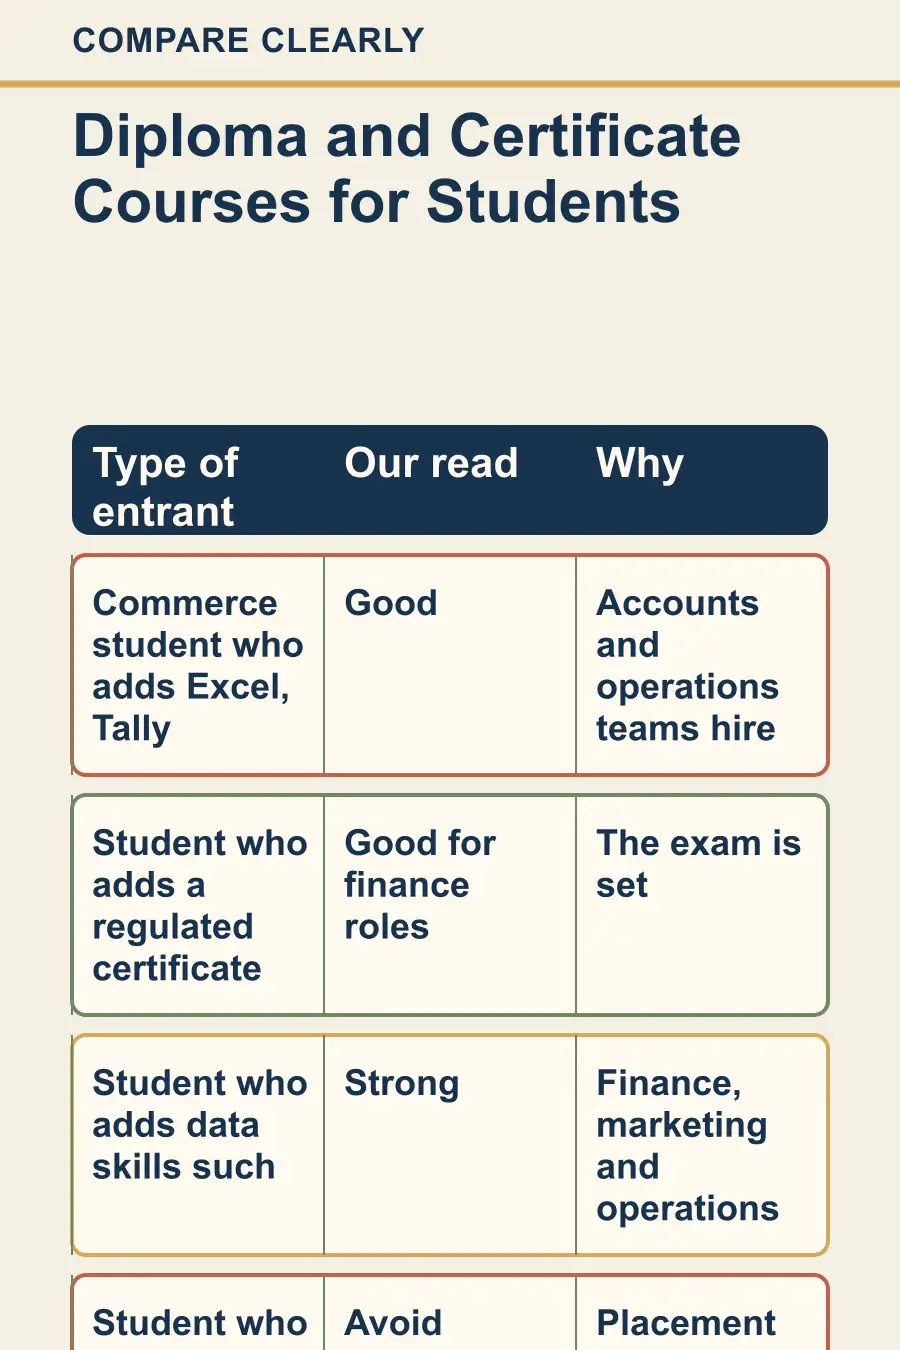 COMPARE CLEARLY
Diploma and Certificate
Courses for Students
Type of
entrant
Our read
Why
Commerce
student who
adds Excel,
Tally
Good
Accounts
and
operations
teams hire
Student who
adds a
regulated
certificate
Good for
finance
roles
The exam is
set
Student who
adds data
skills such
Strong
Finance,
marketing
and
operations
Student who
Avoid
Placement